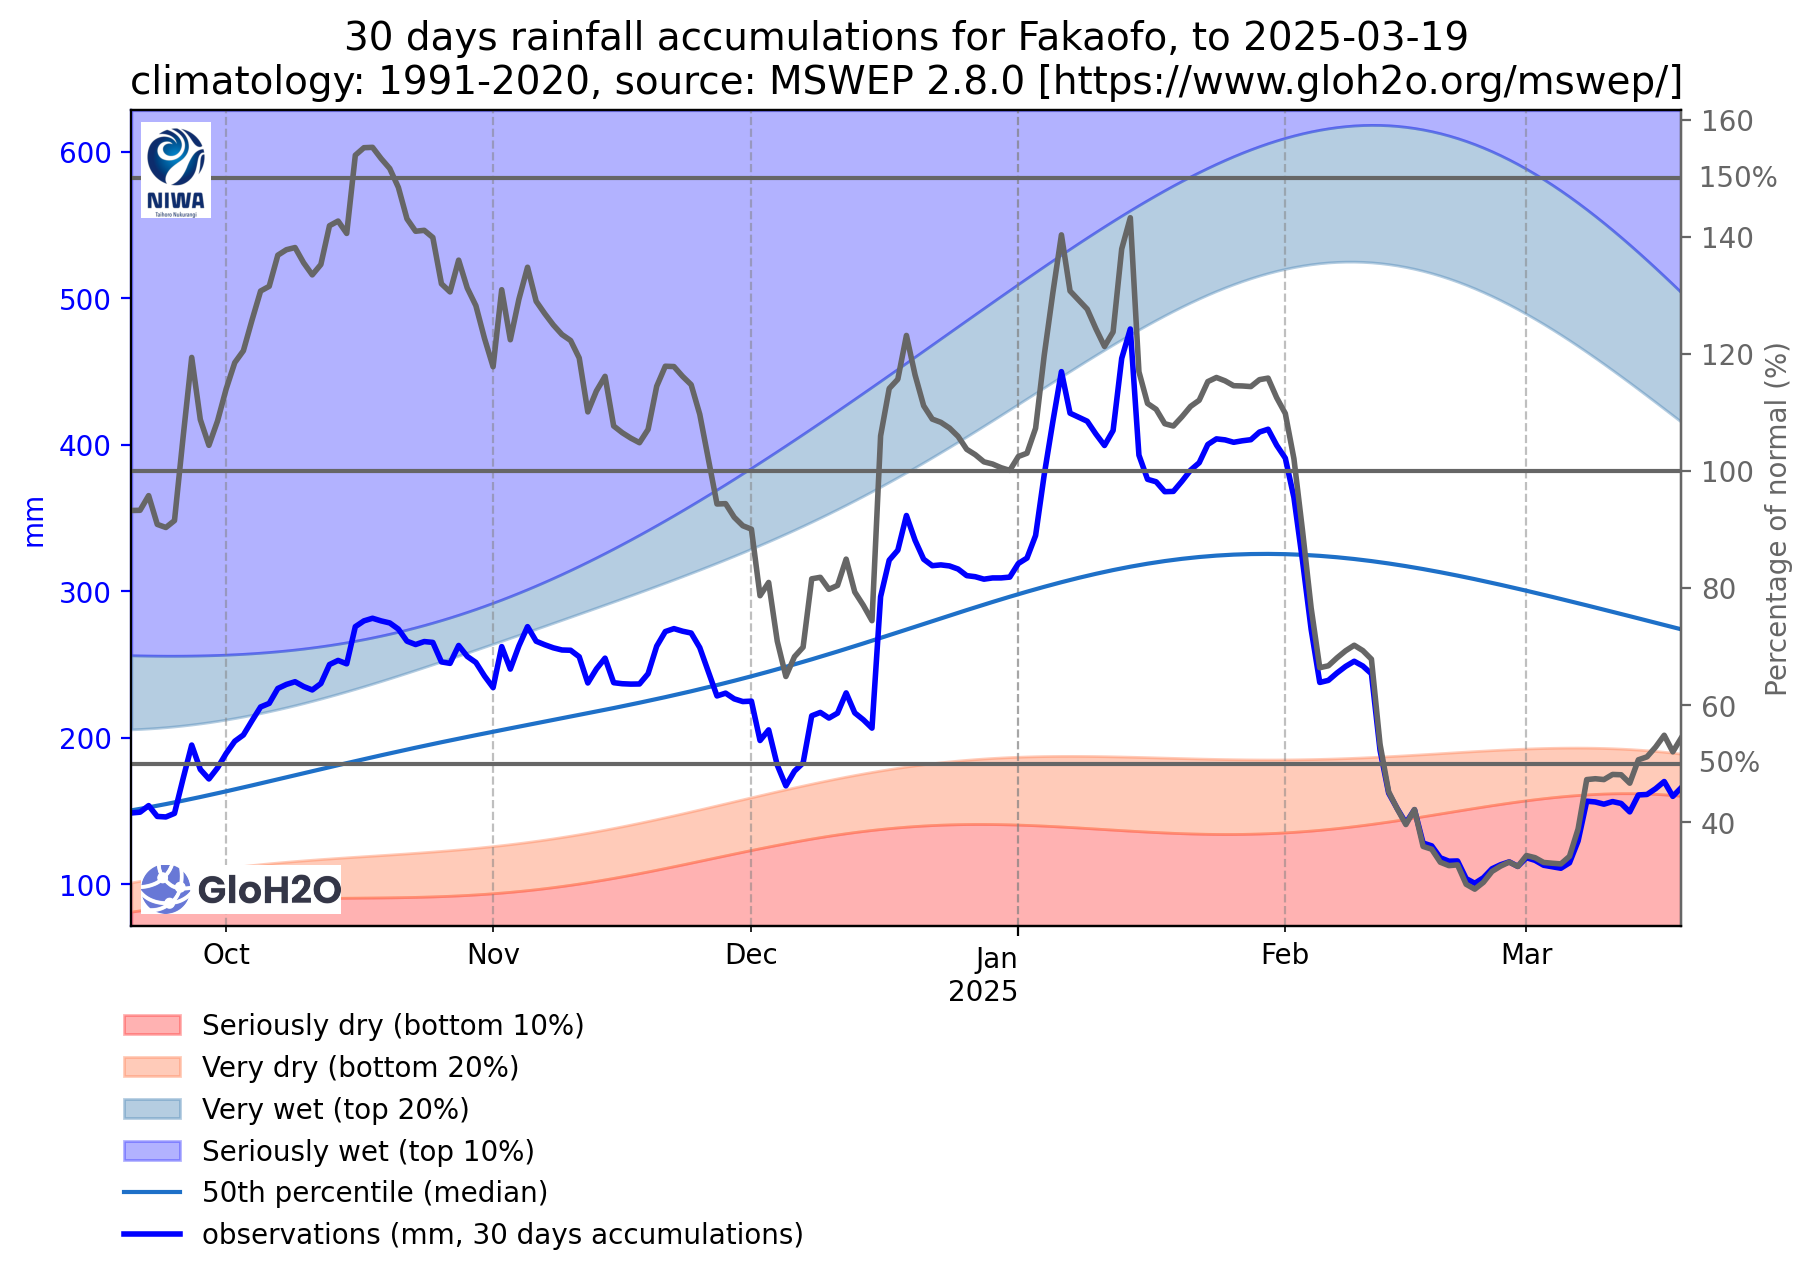 30 days rainfall accumulations for Fakaofo, to 2025-03-19
climatology: 1991-2020, source: MSWEP 2.8.0 [https://www.gloh2o.org/mswep/]
NIWA
Taihoro Nukurangi
600
500
400
300
200
100
mm
160
150%
140
120
100
80
60
50%
40
Percentage of normal (%)
GloH2O
Oct
Nov
Dec
Jan
2025
Feb
Mar
Seriously dry (bottom 10%)
Very dry (bottom 20%)
Very wet (top 20%)
Seriously wet (top 10%)
50th percentile (median)
observations (mm, 30 days accumulations)